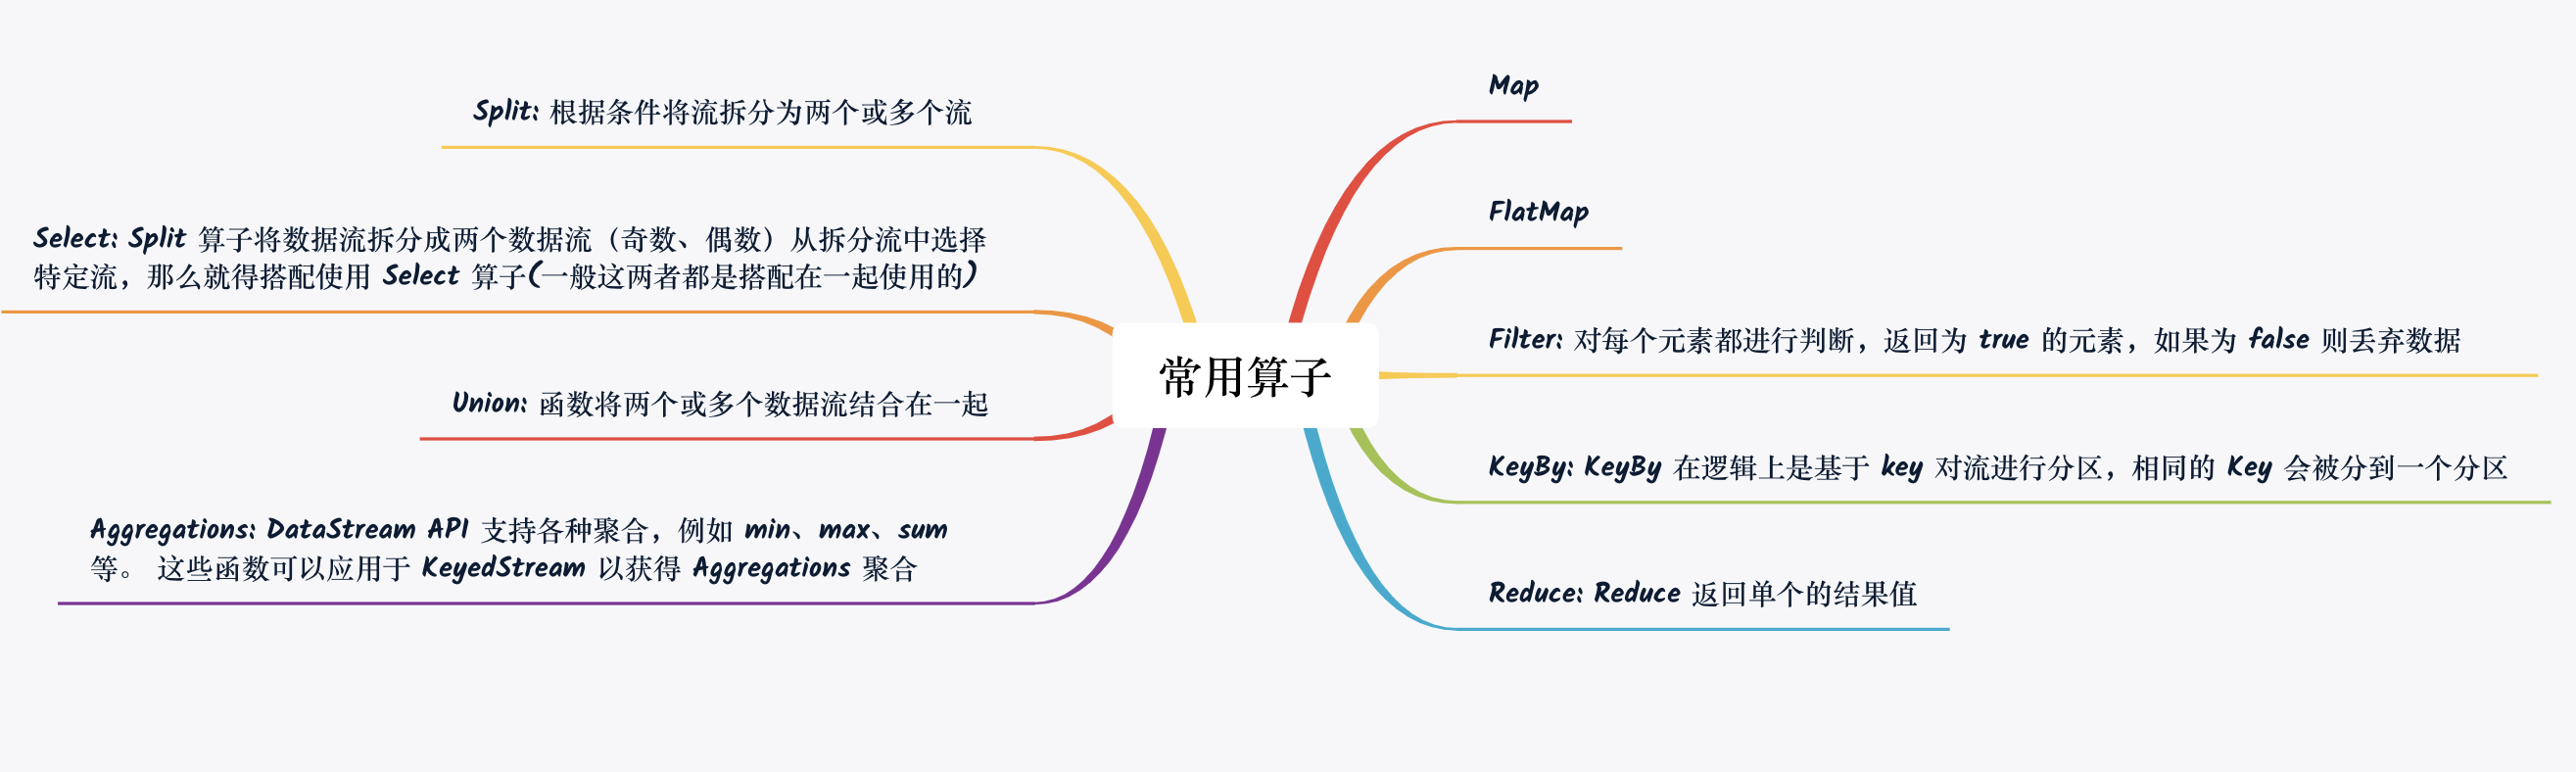 常用算子
Map
FlatMap
Filter: 对每个元素都进行判断，返回为 true 的元素，如果为 false 则丢弃数据
KeyBy: KeyBy 在逻辑上是基于 key 对流进行分区，相同的 Key 会被分到一个分区
Reduce: Reduce 返回单个的结果值
Split: 根据条件将流拆分为两个或多个流
Select: Split 算子将数据流拆分成两个数据流（奇数、偶数）从拆分流中选择
特定流，那么就得搭配使用 Select 算子(一般这两者都是搭配在一起使用的)
Union: 函数将两个或多个数据流结合在一起
Aggregations: DataStream API 支持各种聚合，例如 min、max、sum
等。 这些函数可以应用于 KeyedStream 以获得 Aggregations 聚合